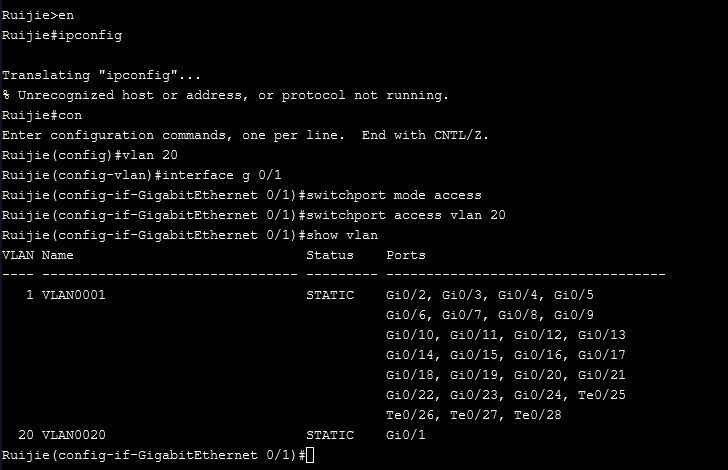 Ruijie>en
Ruijie#ipconfig
Translating "ipconfig"...
% Unrecognized host or address, or protocol not running.
Ruijie#con
Enter configuration commands, one per line.  End with CNTL/Z.
Ruijie(config)#vlan 20
Ruijie(config-vlan)#interface g 0/1
Ruijie(config-if-GigabitEthernet 0/1)#switchport mode access
Ruijie(config-if-GigabitEthernet 0/1)#switchport access vlan 20
Ruijie(config-if-GigabitEthernet 0/1)#show vlan
VLAN Name                             Status    Ports
---- -------------------------------- --------- -----------------------------------
   1 VLAN0001                         STATIC    Gi0/2, Gi0/3, Gi0/4, Gi0/5
                                                Gi0/6, Gi0/7, Gi0/8, Gi0/9
                                                Gi0/10, Gi0/11, Gi0/12, Gi0/13
                                                Gi0/14, Gi0/15, Gi0/16, Gi0/17
                                                Gi0/18, Gi0/19, Gi0/20, Gi0/21
                                                Gi0/22, Gi0/23, Gi0/24, Te0/25
                                                Te0/26, Te0/27, Te0/28
  20 VLAN0020                         STATIC    Gi0/1
Ruijie(config-if-GigabitEthernet 0/1)#